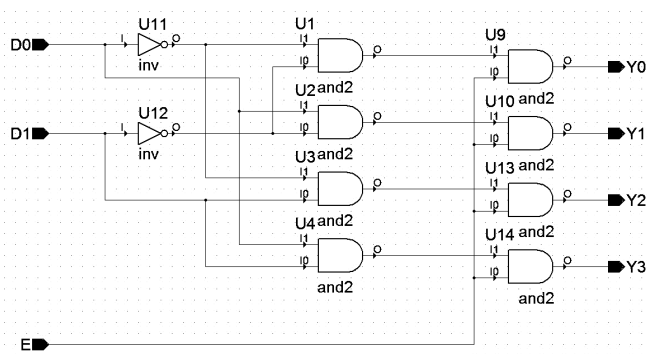 U11
U1
U9
D0
I
O
I1
O
I1
O
Y0
inv
I0
I0
and2
and2
U12
U2
U10
D1
I
O
I1
O
I1
O
Y1
inv
I0
I0
and2
and2
U3
U13
I1
O
I1
O
Y2
I0
I0
and2
and2
U4
U14
I1
O
I1
O
Y3
I0
I0
and2
and2
E